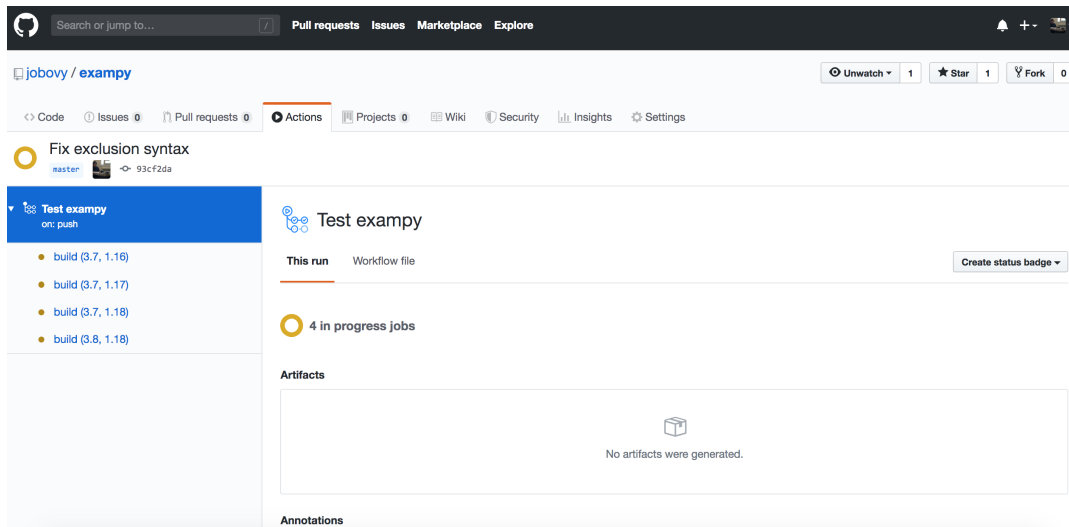 Search or jump to... /
Pull requests Issues Marketplace Explore
jobovy / exampy
Unwatch 1 Star 1 Fork 0
Code Issues 0 Pull requests 0 Actions Projects 0 Wiki Security Insights Settings
Fix exclusion syntax
master 93cf2da
Test exampy
on: push
build (3.7, 1.16)
build (3.7, 1.17)
build (3.7, 1.18)
build (3.8, 1.18)
Test exampy
This run Workflow file
Create status badge
4 in progress jobs
Artifacts
No artifacts were generated.
Annotations